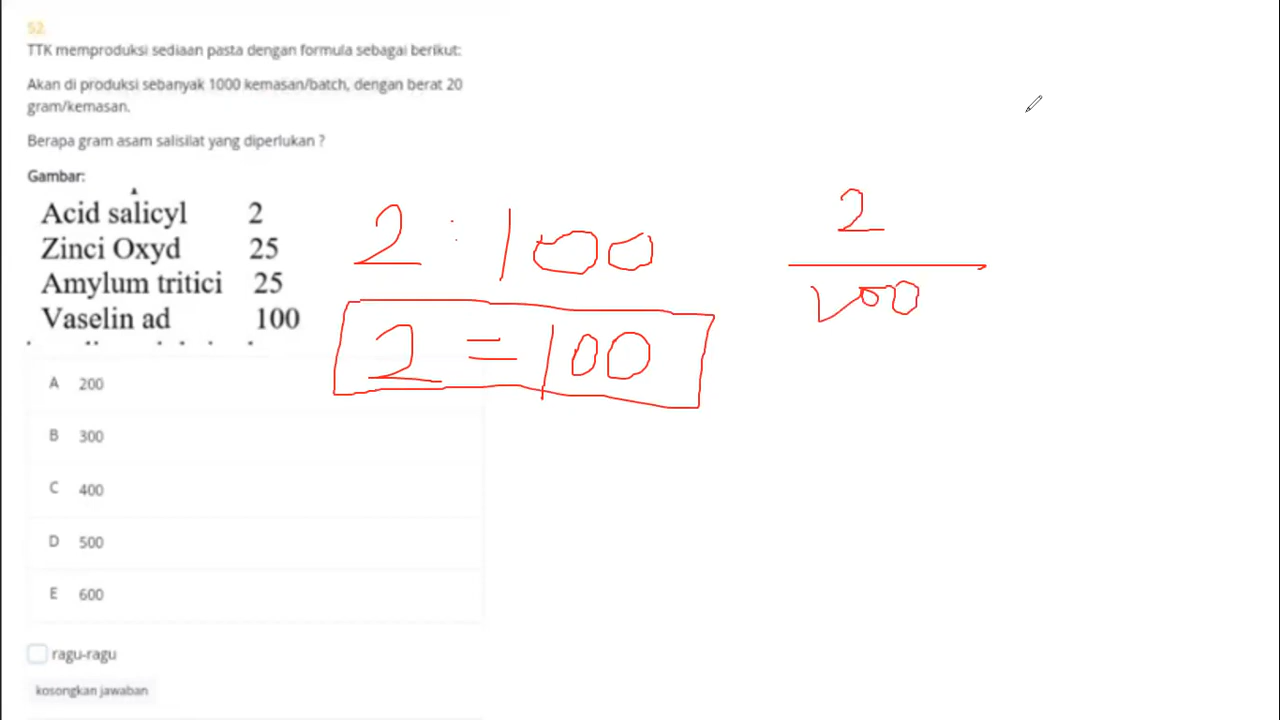 52.
TTK memproduksi sediaan pasta dengan formula sebagai berikut:
Akan di produksi sebanyak 1000 kemasan/batch, dengan berat 20
gram/kemasan.
Berapa gram asam salisilat yang diperlukan ?
Gambar:
Acid salicyl 2
Zinci Oxyd 25
Amylum tritici 25
Vaselin ad 100
2 : 100
2 = 100
2
100
A 200
B 300
C 400
D 500
E 600
ragu-ragu
kosongkan jawaban